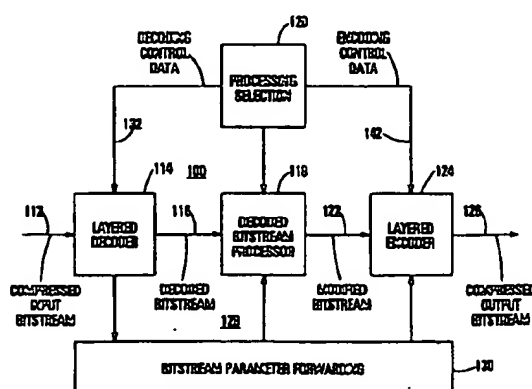 120
DECODING
CONTROL
DATA
PROCESSING
SELECTION
ENCODING
CONTROL
DATA
132
142
114
100
118
124
112
LAYERED
DECODER
116
DECODED
BITSTREAM
PROCESSOR
122
LAYERED
ENCODER
126
COMPRESSED
INPUT
BITSTREAM
DECODED
BITSTREAM
128
MODIFIED
BITSTREAM
COMPRESSED
OUTPUT
BITSTREAM
BITSTREAM PARAMETER FORWARDING
130